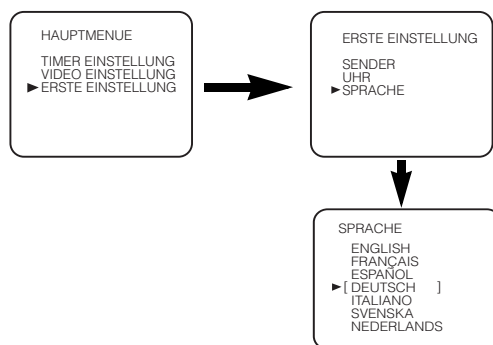 HAUPTMENUE
TIMER EINSTELLUNG
VIDEO EINSTELLUNG
►ERSTE EINSTELLUNG
ERSTE EINSTELLUNG
SENDER
UHR
►SPRACHE
SPRACHE
ENGLISH
FRANÇAIS
ESPAÑOL
►[ DEUTSCH ]
ITALIANO
SVENSKA
NEDERLANDS